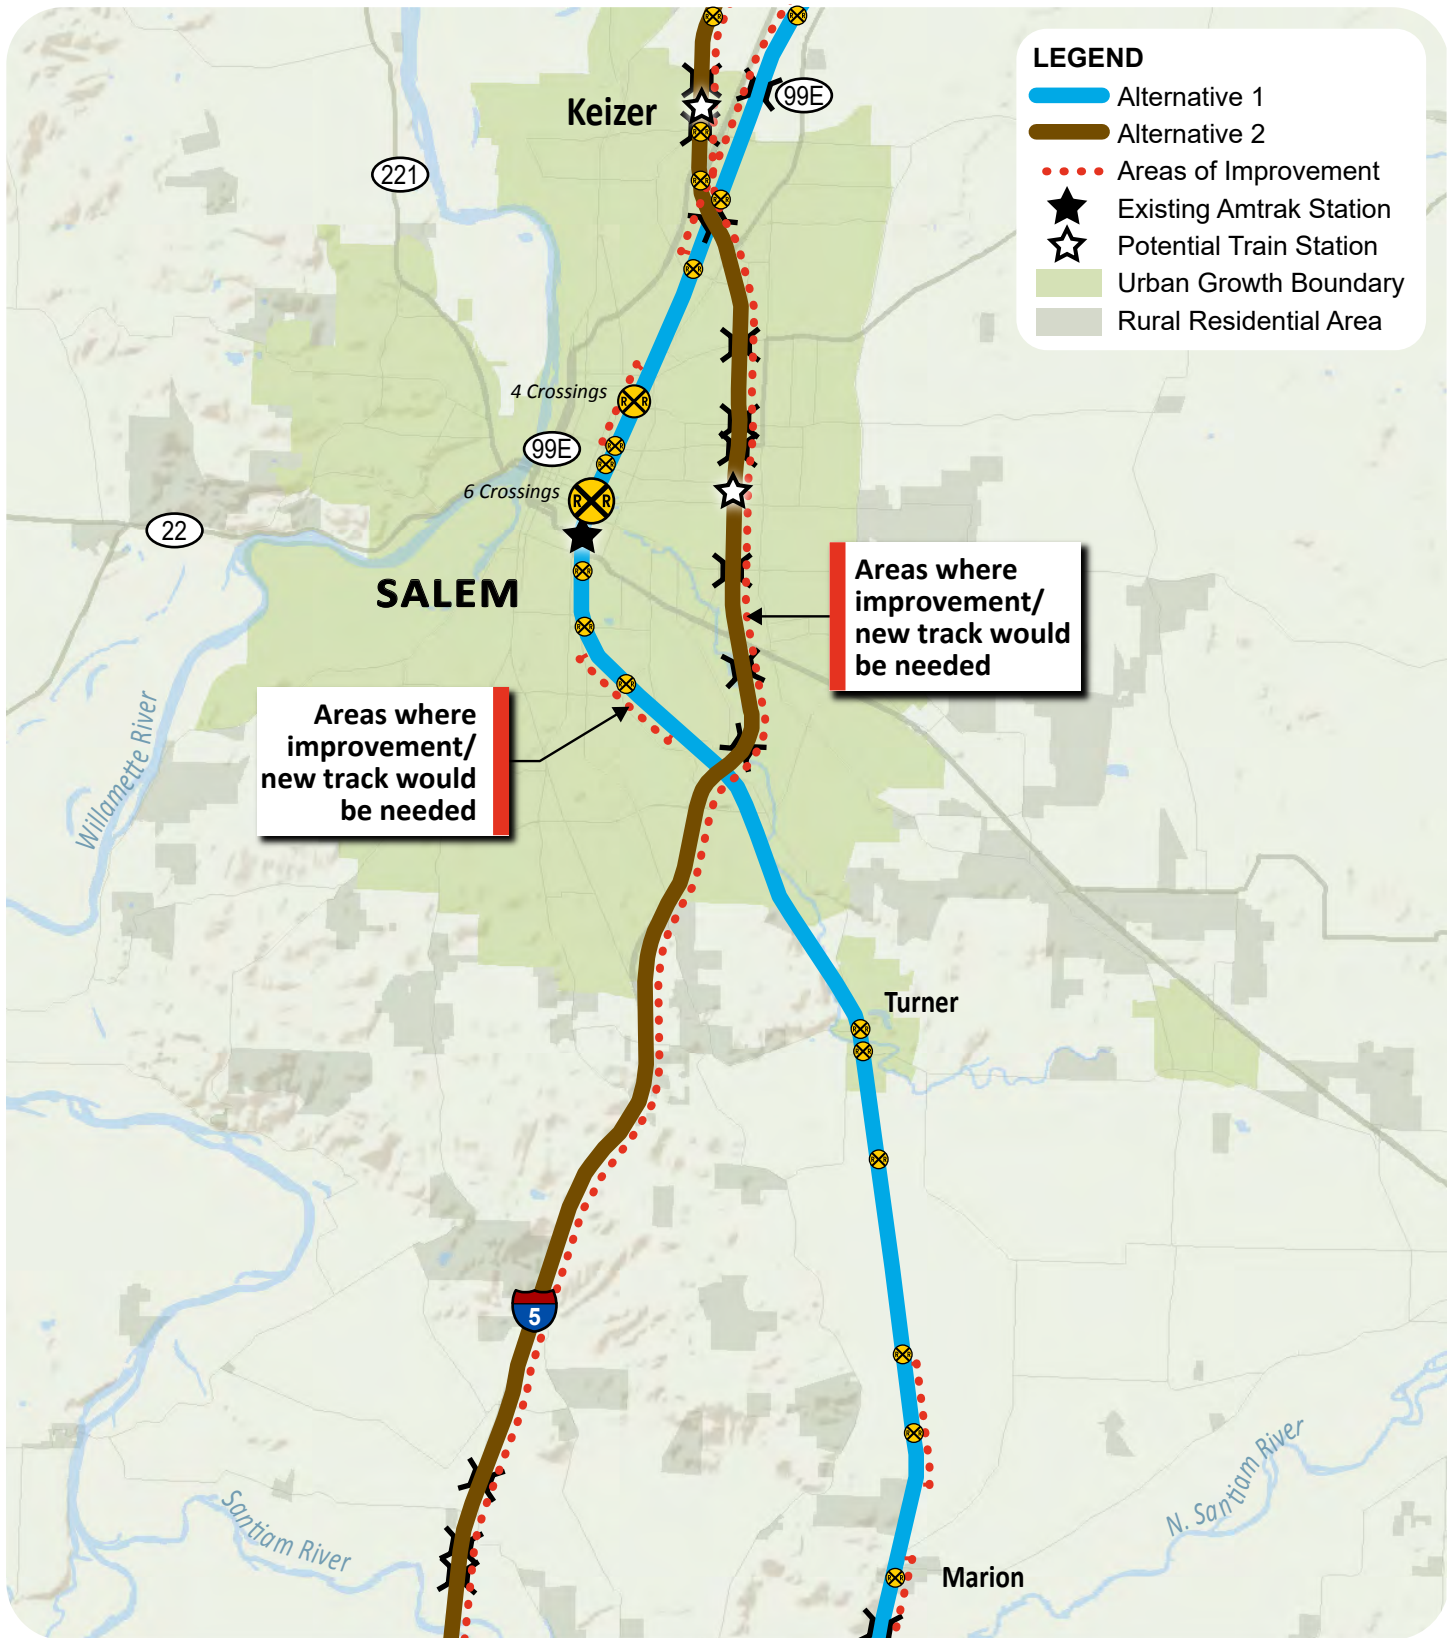 LEGEND
Alternative 1
Alternative 2
Areas of Improvement
Existing Amtrak Station
Potential Train Station
Urban Growth Boundary
Rural Residential Area
Keizer
99E
221
4 Crossings
R R
99E
6 Crossings
R R
22
SALEM
Areas where
improvement/
new track would
be needed
Areas where
improvement/
new track would
be needed
Willamette River
Turner
5
Santiam River
N. Santiam River
Marion